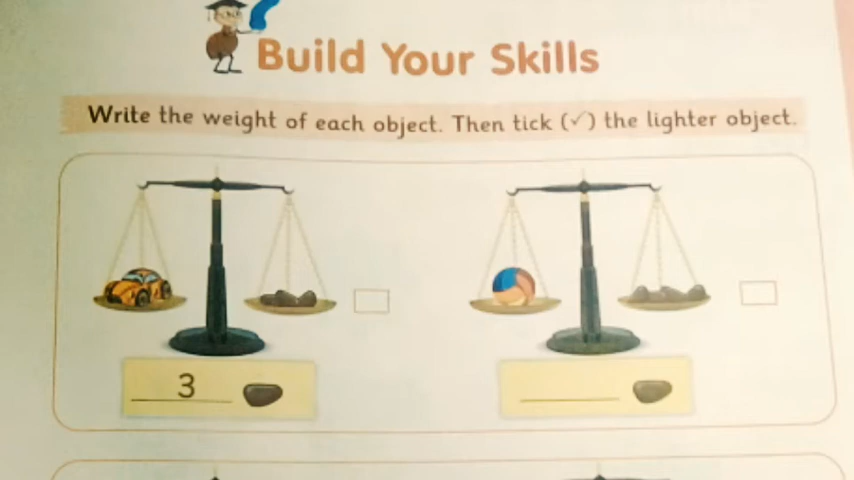 Build Your Skills
Write the weight of each object. Then tick (✓) the lighter object.
3